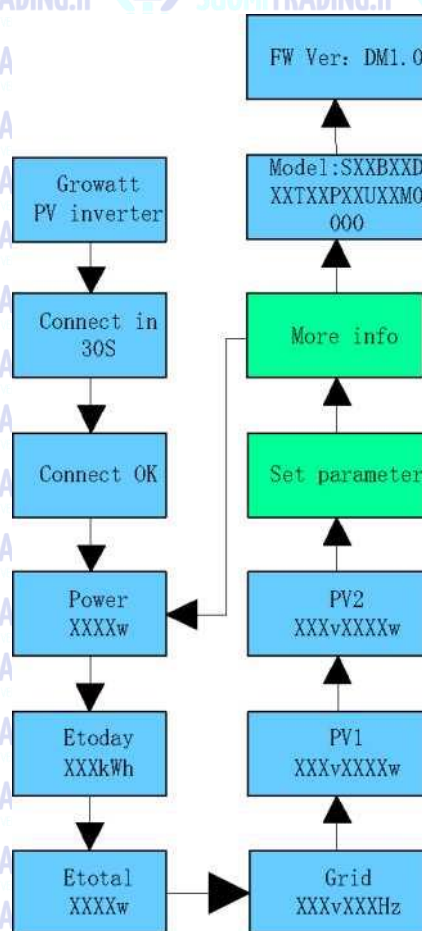 Growatt
PV inverter
Connect in
30S
Connect OK
Power
XXXXw
Etoday
XXXkWh
Etotal
XXXXw
Grid
XXXvXXXHz
PV1
XXXvXXXXw
PV2
XXXvXXXXw
Set parameter
More info
Model:SXXBXXD
XXTXXPXXUXXMO
000
FW Ver: DM1.0